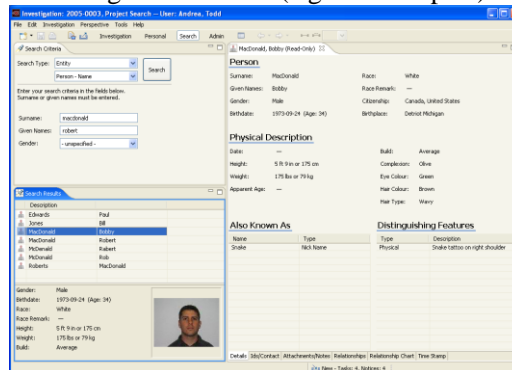 Investigation: 2005-0003, Project Search -- User: Andrea, Todd
File Edit Investigation Perspective Tools Help
Investigation Personal Search Admin
Search Criteria
Search Type: Entity
Person - Name
Search
Enter your search criteria in the fields below.
Surname or given names must be entered.
Surname: macdonald
Given Names: robert
Gender: - unspecified -
Search Results
Description
Edwards Paul
Jones Bill
MacDonald Bobby
MacDonald Robert
McDonald Robert
McDonald Rob
Roberts MacDonald
Gender: Male
Birthdate: 1973-09-24 (Age: 34)
Race: White
Race Remark: ---
Height: 5 ft 9 in or 175 cm
Weight: 175 lbs or 79 kg
Build: Average
MacDonald, Bobby (Read-Only)
Person
Surname: MacDonald Race: White
Given Names: Bobby Race Remark: ---
Gender: Male Citizenship: Canada, United States
Birthdate: 1973-09-24 (Age: 34) Birthplace: Detriot Michigan
Physical Description
Date: --- Build: Average
Height: 5 ft 9 in or 175 cm Complexion: Olive
Weight: 175 lbs or 79 kg Eye Colour: Green
Apparent Age: --- Hair Colour: Brown
Hair Type: Wavy
Also Known As Distinguishing Features
Name Type Type Description
Snake Nick Name Physical Snake tattoo on right shoulder
Details Ids/Contact Attachments/Notes Relationships Relationship Chart Time Stamp
New - Tasks: 4, Notices: 4